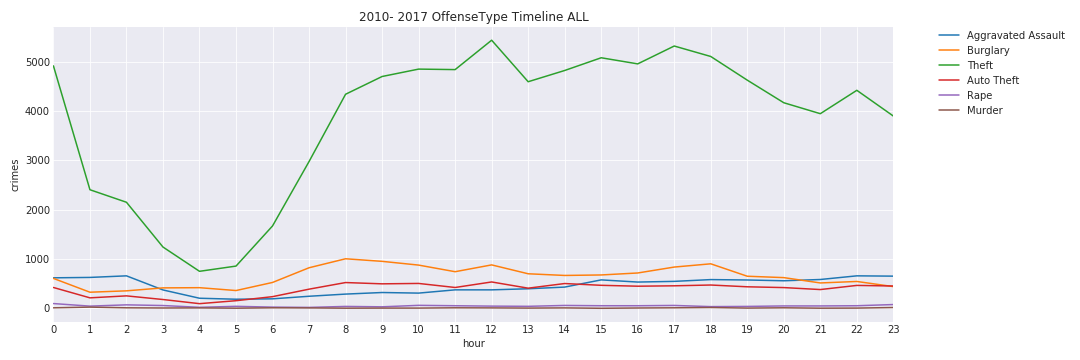 2010- 2017 OffenseType Timeline ALL
Aggravated Assault
Burglary
Theft
Auto Theft
Rape
Murder
crimes
5000
4000
3000
2000
1000
0
0 1 2 3 4 5 6 7 8 9 10 11 12 13 14 15 16 17 18 19 20 21 22 23
hour